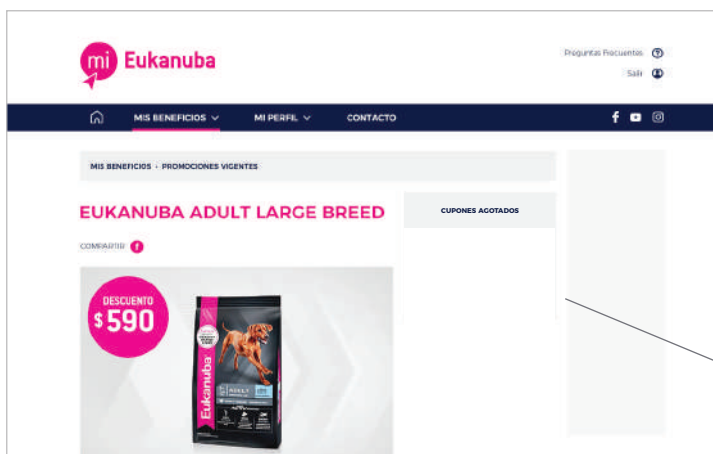 mi Eukanuba
Preguntas Frecuentes
Salir
MIS BENEFICIOS
MI PERFIL
CONTACTO
MIS BENEFICIOS • PROMOCIONES VIGENTES
EUKANUBA ADULT LARGE BREED
CUPONES AGOTADOS
COMPARTIR
DESCUENTO
$590
Eukanuba
ADULT